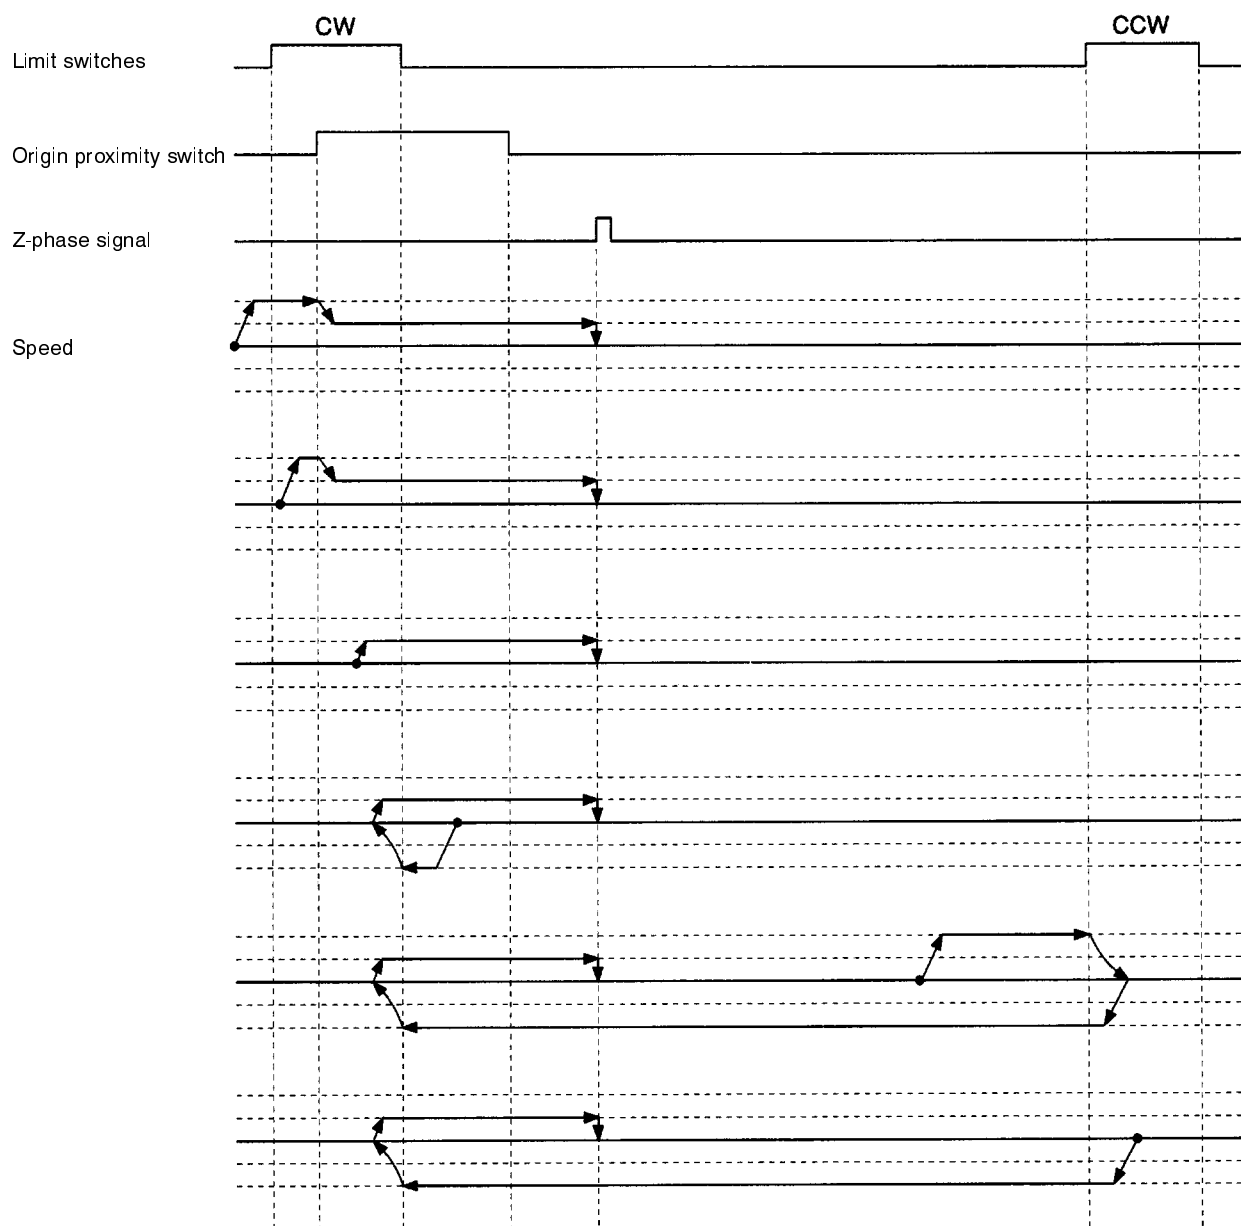 CW
CCW
Limit switches
Origin proximity switch
Z-phase signal
Speed